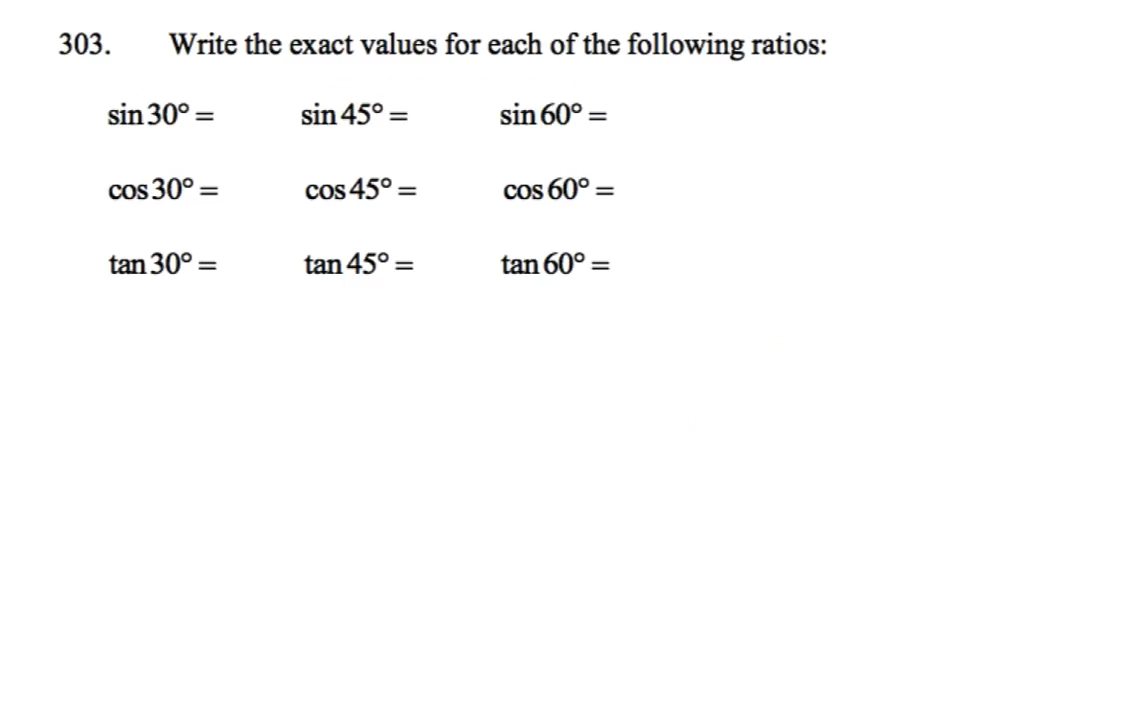 303. Write the exact values for each of the following ratios:
sin 30° = sin 45° = sin 60° =
cos 30° = cos 45° = cos 60° =
tan 30° = tan 45° = tan 60° =